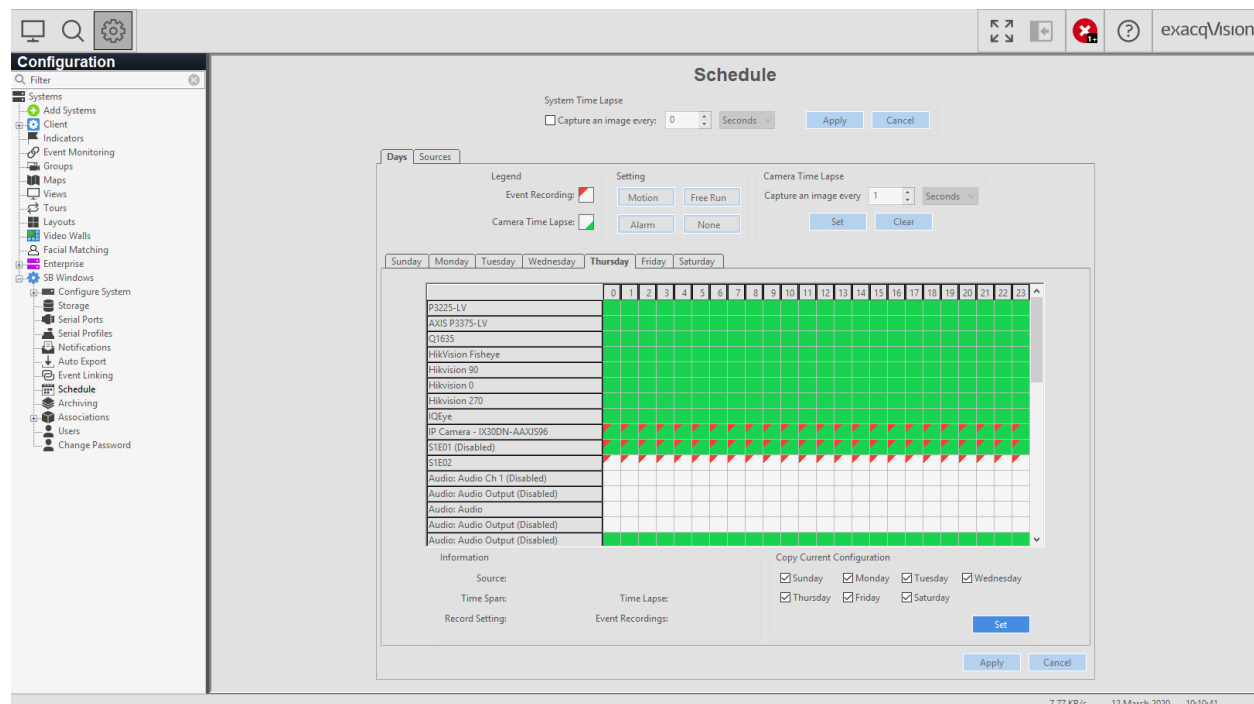 exacqVision
Configuration
Filter
Systems
Add Systems
Client
Indicators
Event Monitoring
Groups
Maps
Views
Tours
Layouts
Video Walls
Facial Matching
Enterprise
SB Windows
Configure System
Storage
Serial Ports
Serial Profiles
Notifications
Auto Export
Event Linking
Schedule
Archiving
Associations
Users
Change Password
Schedule
System Time Lapse
Capture an image every: 0 Seconds Apply Cancel
Days Sources
Legend Setting Camera Time Lapse
Event Recording: Motion Free Run Capture an image every 1 Seconds
Camera Time Lapse: Alarm None Set Clear
Sunday Monday Tuesday Wednesday Thursday Friday Saturday
0 1 2 3 4 5 6 7 8 9 10 11 12 13 14 15 16 17 18 19 20 21 22 23
P3225-LV
AXIS P3375-LV
Q1635
HikVision Fisheye
Hikvision 90
Hikvision 0
Hikvision 270
IQEye
IP Camera - IX30DN-AAXJS96
S1E01 (Disabled)
S1E02
Audio: Audio Ch 1 (Disabled)
Audio: Audio Output (Disabled)
Audio: Audio
Audio: Audio Output (Disabled)
Audio: Audio Output (Disabled)
Information Copy Current Configuration
Source: Sunday Monday Tuesday Wednesday
Time Span: Time Lapse: Thursday Friday Saturday
Record Setting: Event Recordings: Set
Apply Cancel
7.77 KB/s 12 March 2020 10:10:41